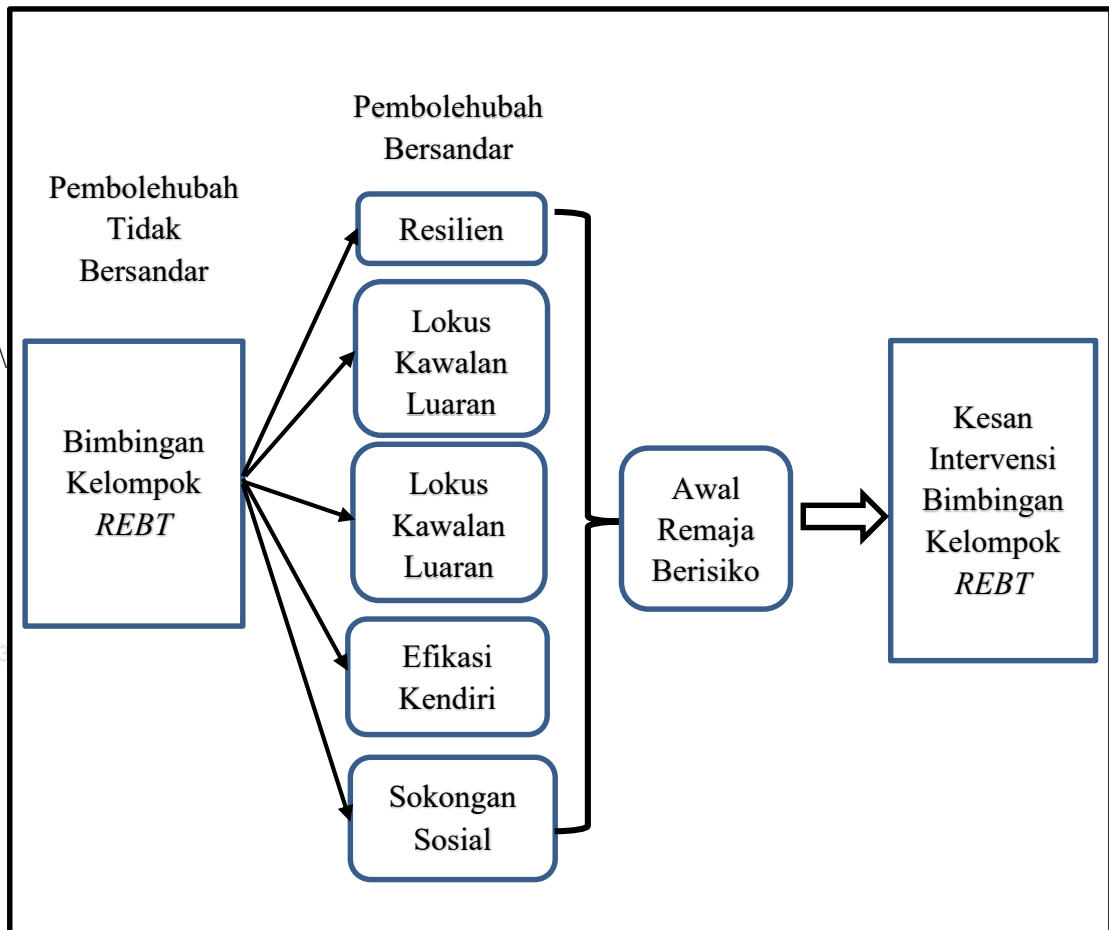 Pembolehubah
Tidak
Bersandar
Bimbingan
Kelompok
REBT
Pembolehubah
Bersandar
Resilien
Lokus
Kawalan
Luaran
Lokus
Kawalan
Luaran
Efikasi
Kendiri
Sokongan
Sosial
Awal
Remaja
Berisiko
Kesan
Intervensi
Bimbingan
Kelompok
REBT